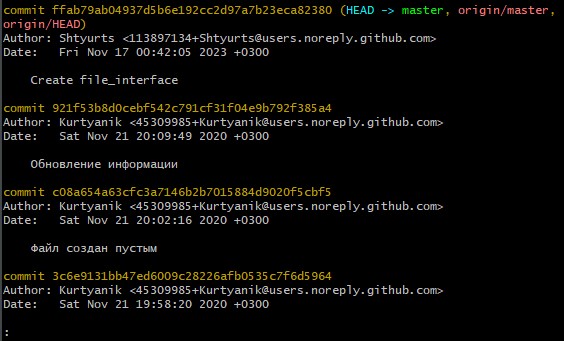 commit ffab79ab04937d5b6e192cc2d97a7b23eca82380 (HEAD -> master, origin/master,
origin/HEAD)
Author: Shtyurts <113897134+Shtyurts@users.noreply.github.com>
Date:   Fri Nov 17 00:42:05 2023 +0300
    Create file_interface
commit 921f53b8d0cebf542c791cf31f04e9b792f385a4
Author: Kurtyanik <45309985+Kurtyanik@users.noreply.github.com>
Date:   Sat Nov 21 20:09:49 2020 +0300
    Обновление информации
commit c08a654a63cfc3a7146b2b7015884d9020f5cbf5
Author: Kurtyanik <45309985+Kurtyanik@users.noreply.github.com>
Date:   Sat Nov 21 20:02:16 2020 +0300
    Файл создан пустым
commit 3c6e9131bb47ed6009c28226afb0535c7f6d5964
Author: Kurtyanik <45309985+Kurtyanik@users.noreply.github.com>
Date:   Sat Nov 21 19:58:20 2020 +0300
: